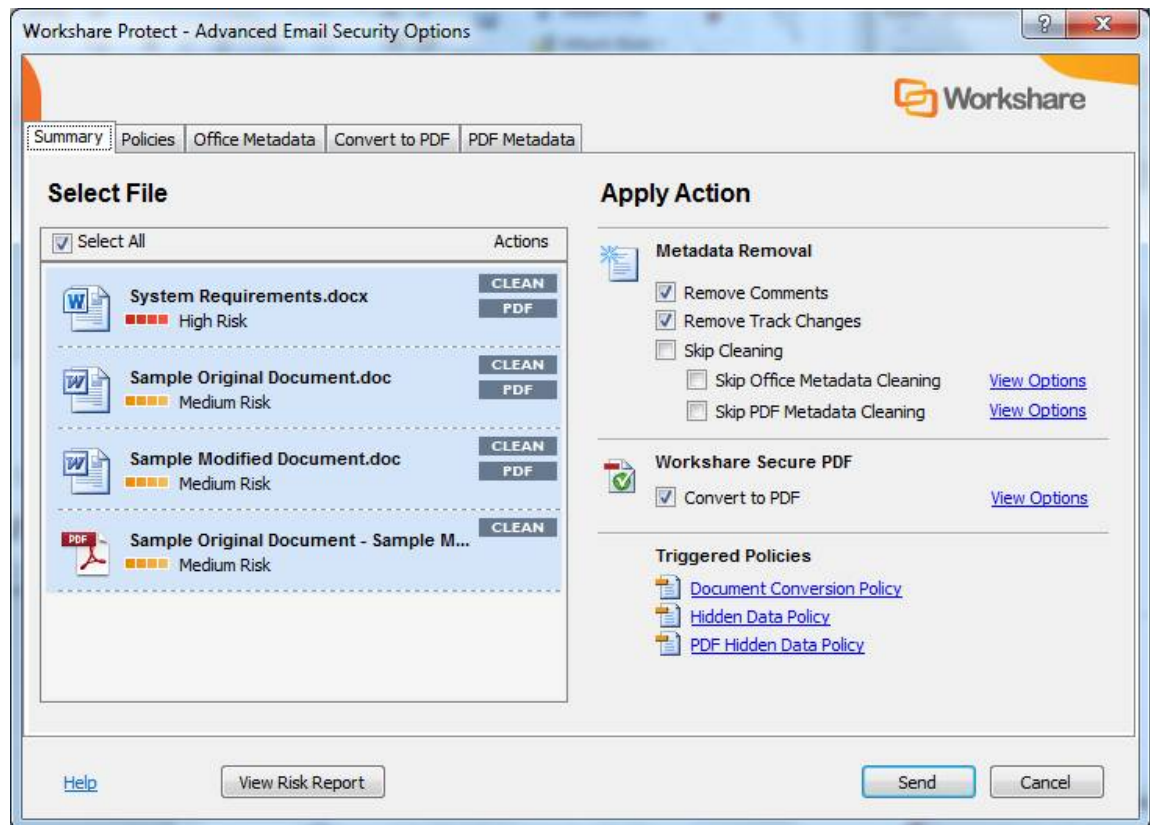 Workshare Protect - Advanced Email Security Options
Workshare
Summary Policies Office Metadata Convert to PDF PDF Metadata
Select File
Select All Actions
System Requirements.docx
High Risk
CLEAN
PDF
Sample Original Document.doc
Medium Risk
CLEAN
PDF
Sample Modified Document.doc
Medium Risk
CLEAN
PDF
PDF
Sample Original Document - Sample M...
Medium Risk
CLEAN
Apply Action
Metadata Removal
Remove Comments
Remove Track Changes
Skip Cleaning
Skip Office Metadata Cleaning View Options
Skip PDF Metadata Cleaning View Options
Workshare Secure PDF
Convert to PDF View Options
Triggered Policies
Document Conversion Policy
Hidden Data Policy
PDF Hidden Data Policy
Help View Risk Report Send Cancel